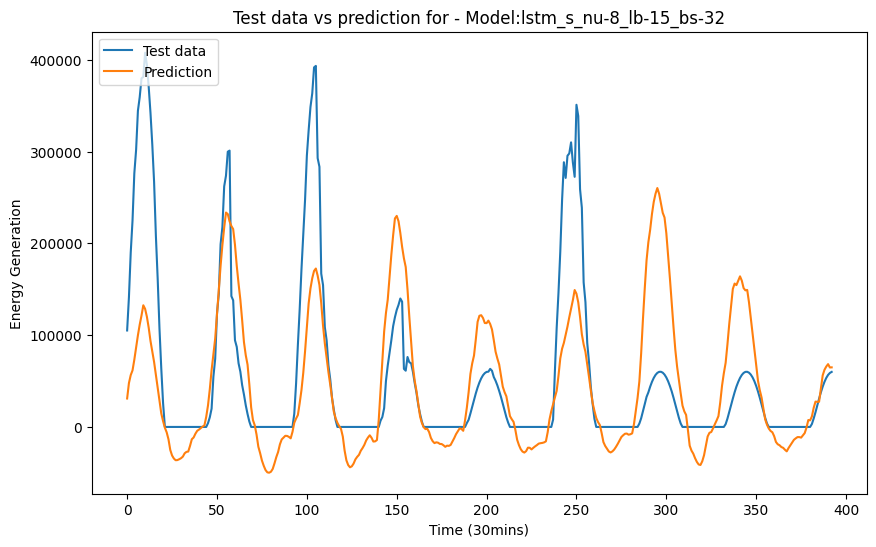 Test data vs prediction for - Model:lstm_s_nu-8_lb-15_bs-32
Test data
Prediction
Energy Generation
400000
300000
200000
100000
0
0 50 100 150 200 250 300 350 400
Time (30mins)